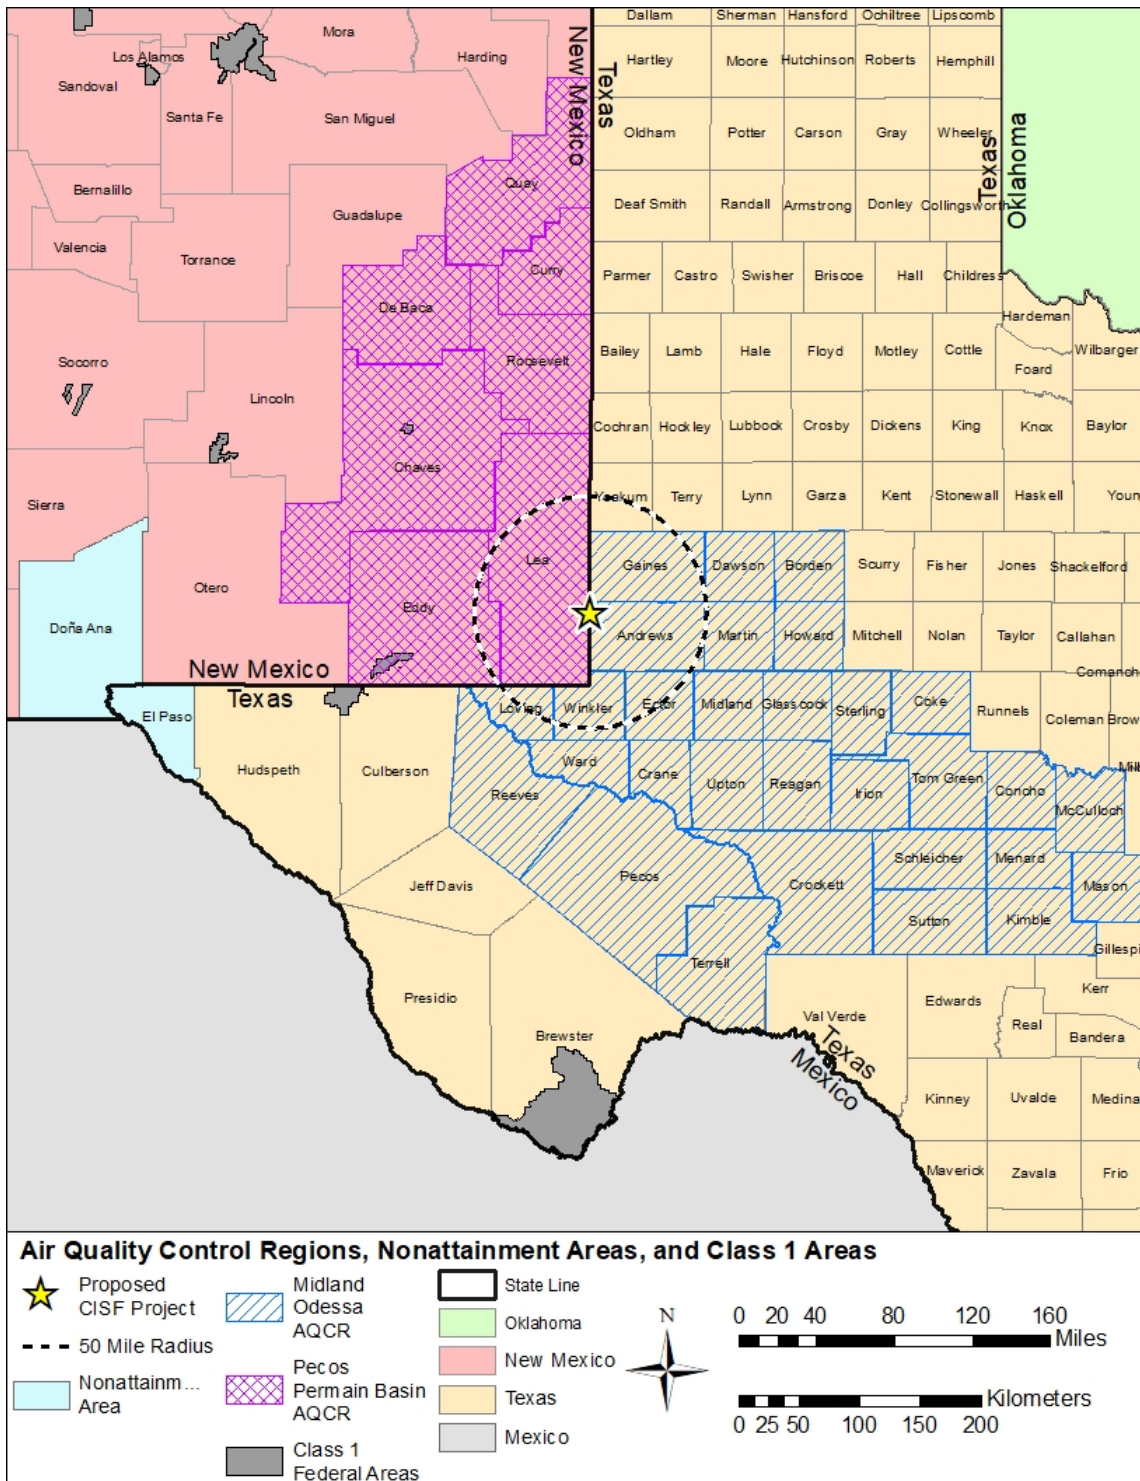 Dallam Sherman Hansford Ochiltree Lipscomb
Mora
Los Alamos
Harding
New Mexico
Texas
Hartley Moore Hutchinson Roberts Hemphill
Sandoval
Santa Fe San Miguel
Oldham Potter Carson Gray Wheeler
Texas
Oklahoma
Bernalillo Quay
Guadalupe
Deaf Smith Randall Armstrong Donley Collingsworth
Valencia Torrance
Curry
Parmer Castro Swisher Briscoe Hall Childress
De Baca
Hardeman
Socorro
Roosevelt
Bailey Lamb Hale Floyd Motley Cottle Wilbarger
Foard
Lincoln
Cochran Hockley Lubbock Crosby Dickens King Knox Baylor
Chaves
Sierra
Yoakum Terry Lynn Garza Kent Stonewall Haskell Youn
Lea
Gaines Dawson Borden Scurry Fisher Jones Shackelford
Otero
Eddy
Doña Ana
Andrews Martin Howard Mitchell Nolan Taylor Callahan
New Mexico
Texas
Comanch
El Paso
Loving Winkler Ector Midland Glasscock Sterling Coke Runnels Coleman Brow
Hudspeth Culberson
Ward
Crane
Reeves
Upton Reagan Irion Tom Green Concho McCulloch
Mill
Jeff Davis
Pecos
Crockett
Schleicher Menard Mason
Sutton Kimble
Gillespi
Terrell
Presidio
Edwards Kerr
Val Verde
Real
Bandera
Brewster
Texas
Mexico
Kinney Uvalde Medina
Maverick Zavala Frio
Air Quality Control Regions, Nonattainment Areas, and Class 1 Areas
Proposed
CISF Project
50 Mile Radius
Nonattainm...
Area
Midland
Odessa
AQCR
Pecos
Permain Basin
AQCR
Class 1
Federal Areas
State Line
Oklahoma
New Mexico
Texas
Mexico
N
0 20 40 80 120 160
Miles
Kilometers
0 25 50 100 150 200